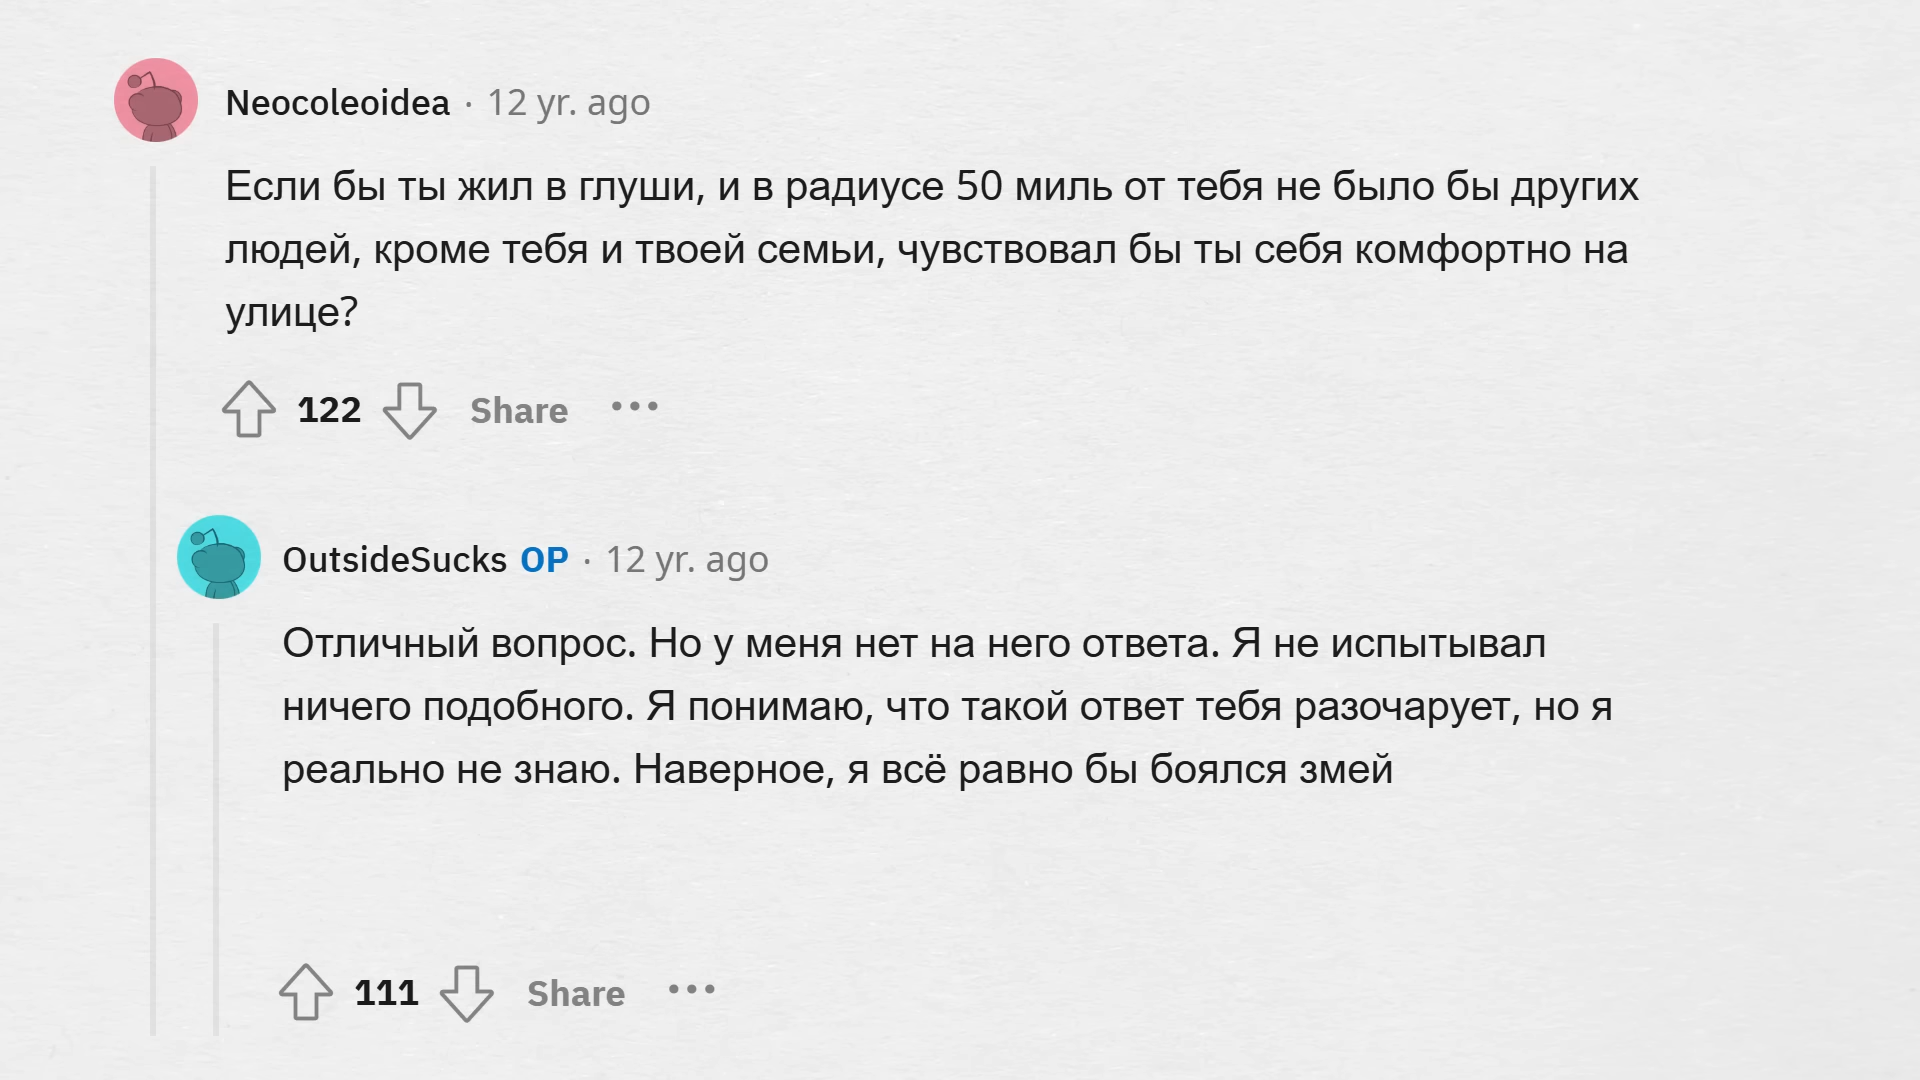 Neocoleoidea · 12 yr. ago
Если бы ты жил в глуши, и в радиусе 50 миль от тебя не было бы других
людей, кроме тебя и твоей семьи, чувствовал бы ты себя комфортно на
улице?
122 Share •••
OutsideSucks OP · 12 yr. ago
Отличный вопрос. Но у меня нет на него ответа. Я не испытывал
ничего подобного. Я понимаю, что такой ответ тебя разочарует, но я
реально не знаю. Наверное, я всё равно бы боялся змей
111 Share •••